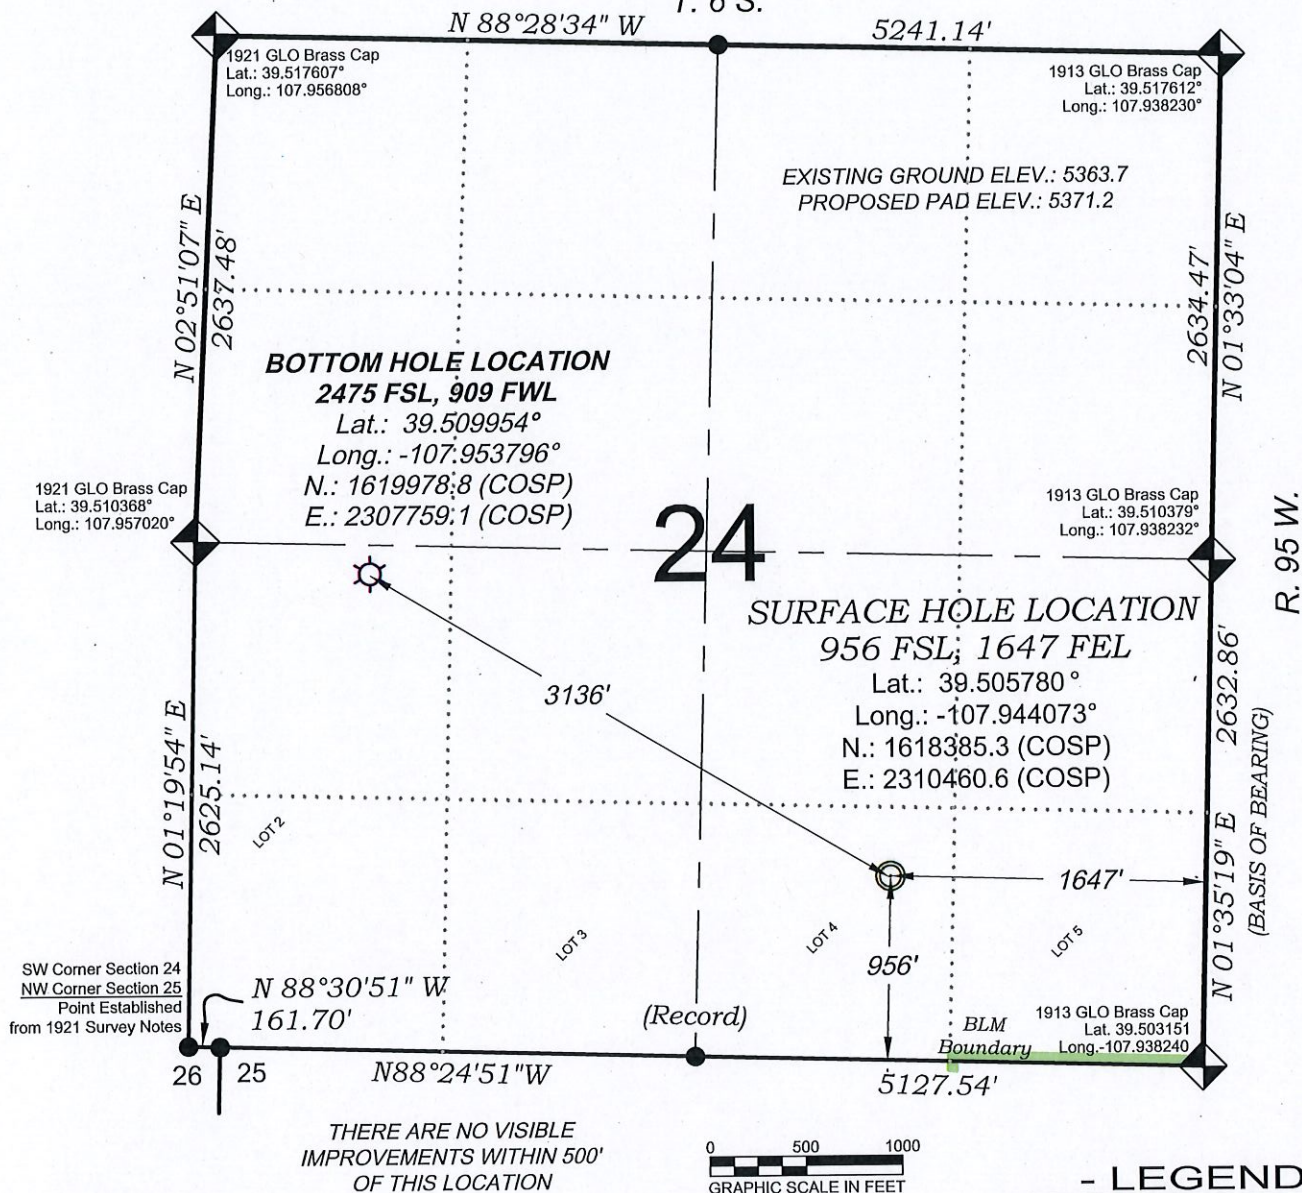 T. 6 S.
N 88°28'34" W
5241.14'
1921 GLO Brass Cap
Lat.: 39.517607°
Long.: 107.956808°
1913 GLO Brass Cap
Lat.: 39.517612°
Long.: 107.938230°
EXISTING GROUND ELEV.: 5363.7
PROPOSED PAD ELEV.: 5371.2
N 02°51'07" E
2637.48'
2634.47'
N 01°33'04" E
BOTTOM HOLE LOCATION
2475 FSL, 909 FWL
Lat.: 39.509954°
Long.: -107.953796°
N.: 1619978.8 (COSP)
E.: 2307759.1 (COSP)
1921 GLO Brass Cap
Lat.: 39.510368°
Long.: 107.957020°
1913 GLO Brass Cap
Lat.: 39.510379°
Long.: 107.938232°
24
R. 95 W.
SURFACE HOLE LOCATION
956 FSL, 1647 FEL
Lat.: 39.505780°
Long.: -107.944073°
N.: 1618385.3 (COSP)
E.: 2310460.6 (COSP)
3136'
N 01°19'54" E
2625.14'
2632.86'
N 01°35'19" E
(BASIS OF BEARING)
LOT 2
LOT 3
LOT 4
LOT 5
1647'
956'
SW Corner Section 24
NW Corner Section 25
Point Established
from 1921 Survey Notes
N 88°30'51" W
161.70'
(Record)
BLM
Boundary
1913 GLO Brass Cap
Lat. 39.503151
Long.-107.938240
26
25
N88°24'51"W
5127.54'
THERE ARE NO VISIBLE
IMPROVEMENTS WITHIN 500'
OF THIS LOCATION
0 500 1000
GRAPHIC SCALE IN FEET
- LEGEND